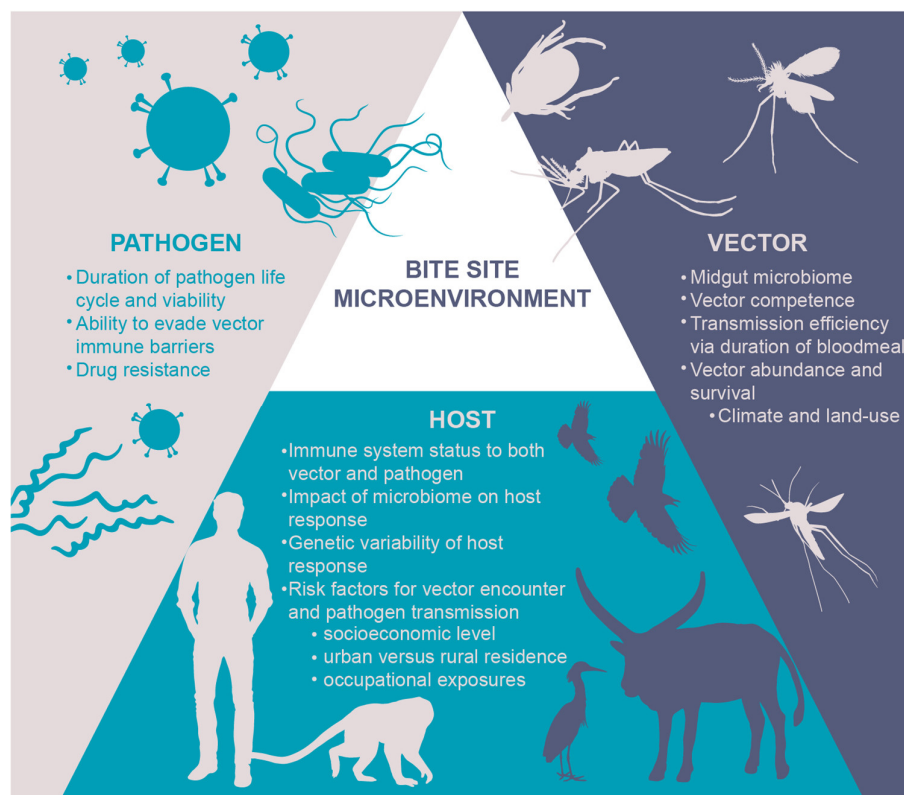 PATHOGEN
• Duration of pathogen life
cycle and viability
• Ability to evade vector
immune barriers
• Drug resistance
BITE SITE
MICROENVIRONMENT
VECTOR
• Midgut microbiome
• Vector competence
• Transmission efficiency
via duration of bloodmeal
• Vector abundance and
survival
• Climate and land-use
HOST
•Immune system status to both
vector and pathogen
•Impact of microbiome on host
response
•Genetic variability of host
response
•Risk factors for vector encounter
and pathogen transmission
• socioeconomic level
• urban versus rural residence
• occupational exposures